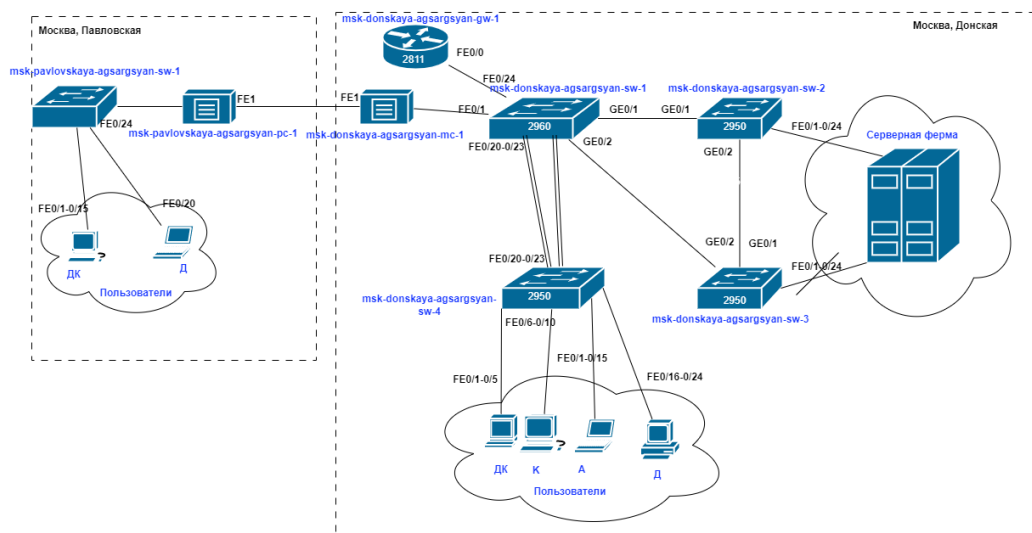 Москва, Павловская
msk-pavlovskaya-agsargsyan-sw-1
FE0/24
FE1
msk-pavlovskaya-agsargsyan-pc-1
FE0/1-0/15
FE0/20
ДК
?
Д
Пользователи
Москва, Донская
msk-donskaya-agsargsyan-gw-1
2811
FE0/0
FE0/24
msk-donskaya-agsargsyan-sw-1
FE1
FE0/1
msk-donskaya-agsargsyan-mc-1
2960
GE0/1
GE0/1
msk-donskaya-agsargsyan-sw-2
2950
FE0/20-0/23
GE0/2
GE0/2
FE0/1-0/24
Серверная ферма
GE0/2
GE0/1
FE0/1-0/24
2950
msk-donskaya-agsargsyan-sw-3
FE0/20-0/23
2950
msk-donskaya-agsargsyan-
sw-4
FE0/6-0/10
FE0/1-0/15
FE0/1-0/5
FE0/16-0/24
?
ДК
К
А
Д
Пользователи